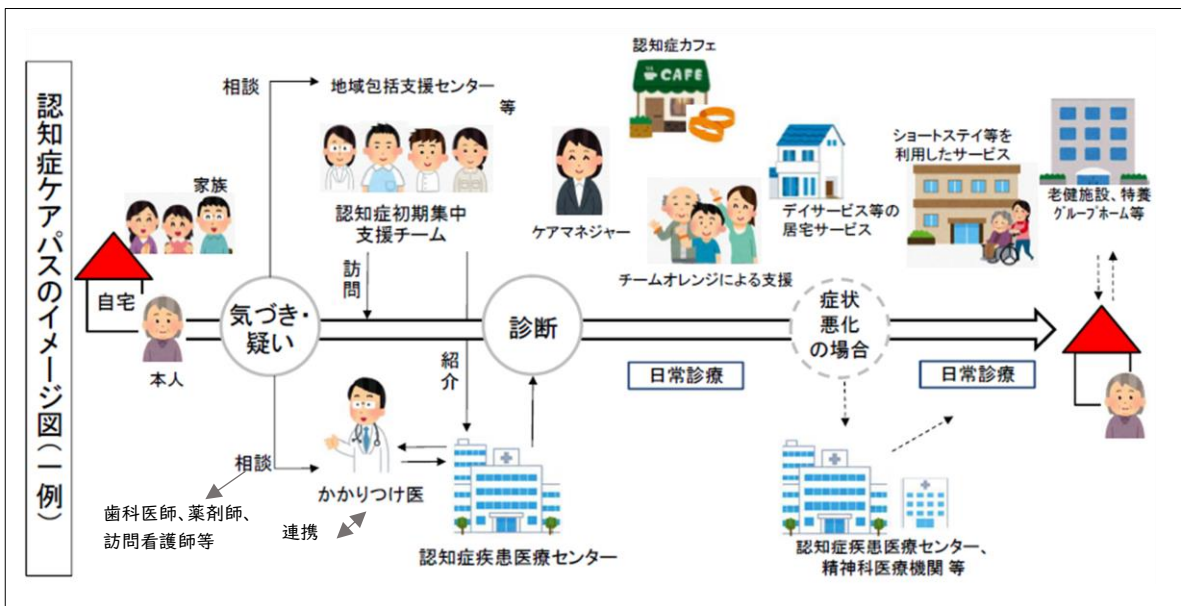 認知症ケアパスのイメージ図(一例)
家族
自宅
本人
相談
地域包括支援センター
等
認知症初期集中
支援チーム
訪問
気づき・
疑い
相談
歯科医師、薬剤師、
訪問看護師等
連携
かかりつけ医
紹介
認知症疾患医療センター
診断
ケアマネジャー
認知症カフェ
CAFE
チームオレンジによる支援
デイサービス等の
居宅サービス
日常診療
症状
悪化
の場合
認知症疾患医療センター、
精神科医療機関 等
ショートステイ等を
利用したサービス
日常診療
老健施設、特養
グループホーム等